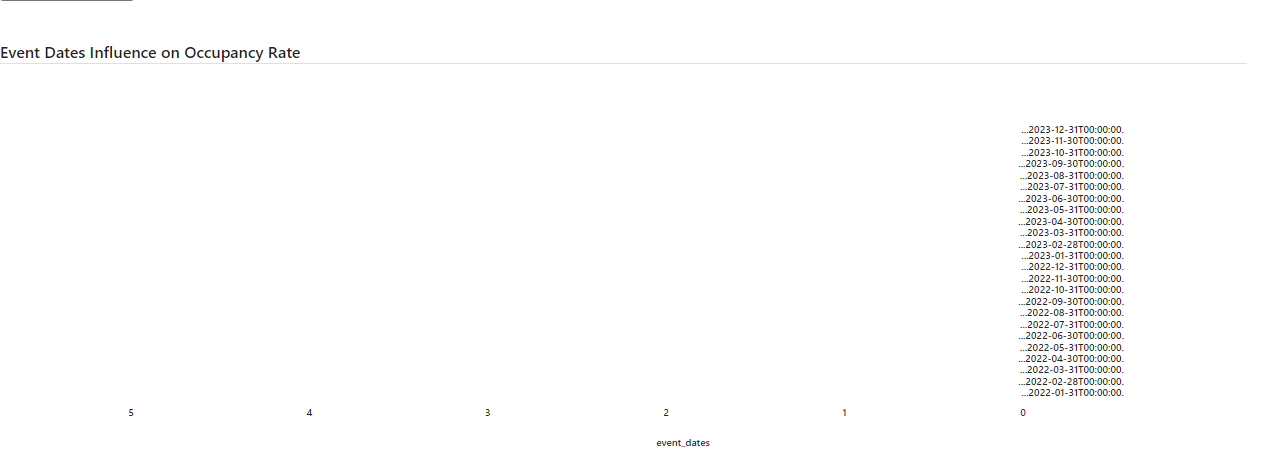 Event Dates Influence on Occupancy Rate
...2023-12-31T00:00:00.
...2023-11-30T00:00:00.
...2023-10-31T00:00:00.
...2023-09-30T00:00:00.
...2023-08-31T00:00:00.
...2023-07-31T00:00:00.
...2023-06-30T00:00:00.
...2023-05-31T00:00:00.
...2023-04-30T00:00:00.
...2023-03-31T00:00:00.
...2023-02-28T00:00:00.
...2023-01-31T00:00:00.
...2022-12-31T00:00:00.
...2022-11-30T00:00:00.
...2022-10-31T00:00:00.
...2022-09-30T00:00:00.
...2022-08-31T00:00:00.
...2022-07-31T00:00:00.
...2022-06-30T00:00:00.
...2022-05-31T00:00:00.
...2022-04-30T00:00:00.
...2022-03-31T00:00:00.
...2022-02-28T00:00:00.
...2022-01-31T00:00:00.
5 4 3 2 1 0
event_dates